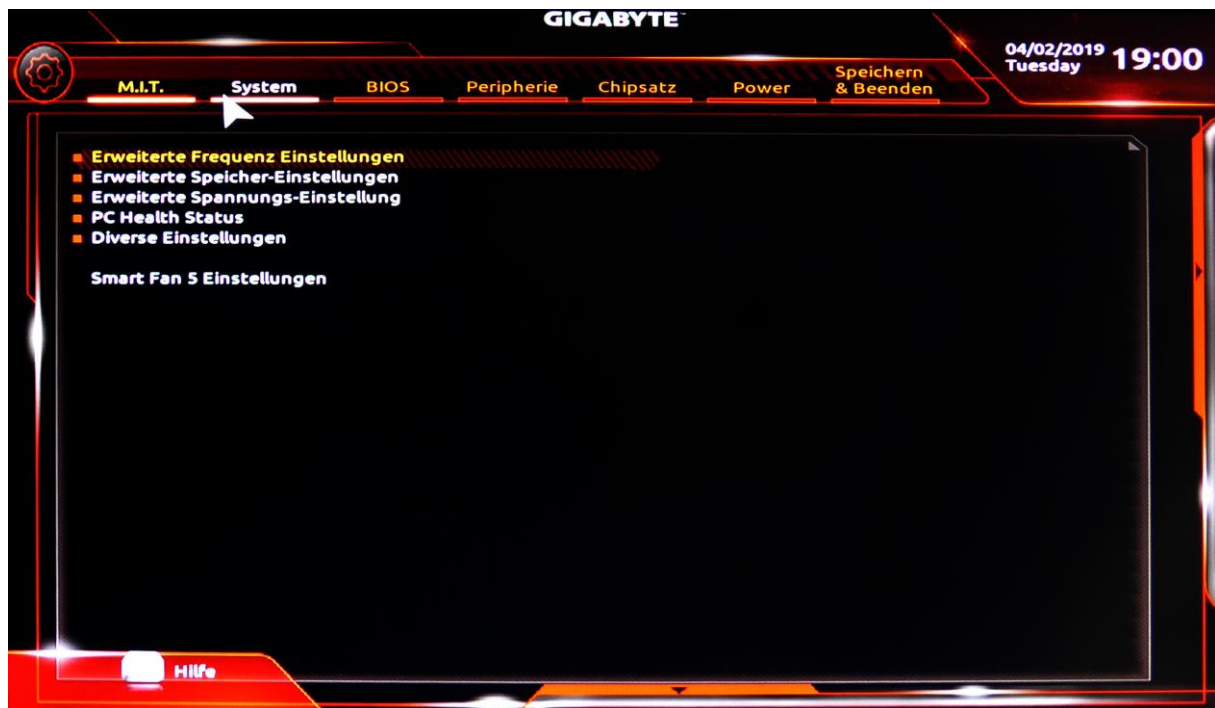 GIGABYTE
04/02/2019
Tuesday
19:00
M.I.T.
System
BIOS
Peripherie
Chipsatz
Power
Speichern
& Beenden
Erweiterte Frequenz Einstellungen
Erweiterte Speicher-Einstellungen
Erweiterte Spannungs-Einstellung
PC Health Status
Diverse Einstellungen
Smart Fan 5 Einstellungen
Hilfe